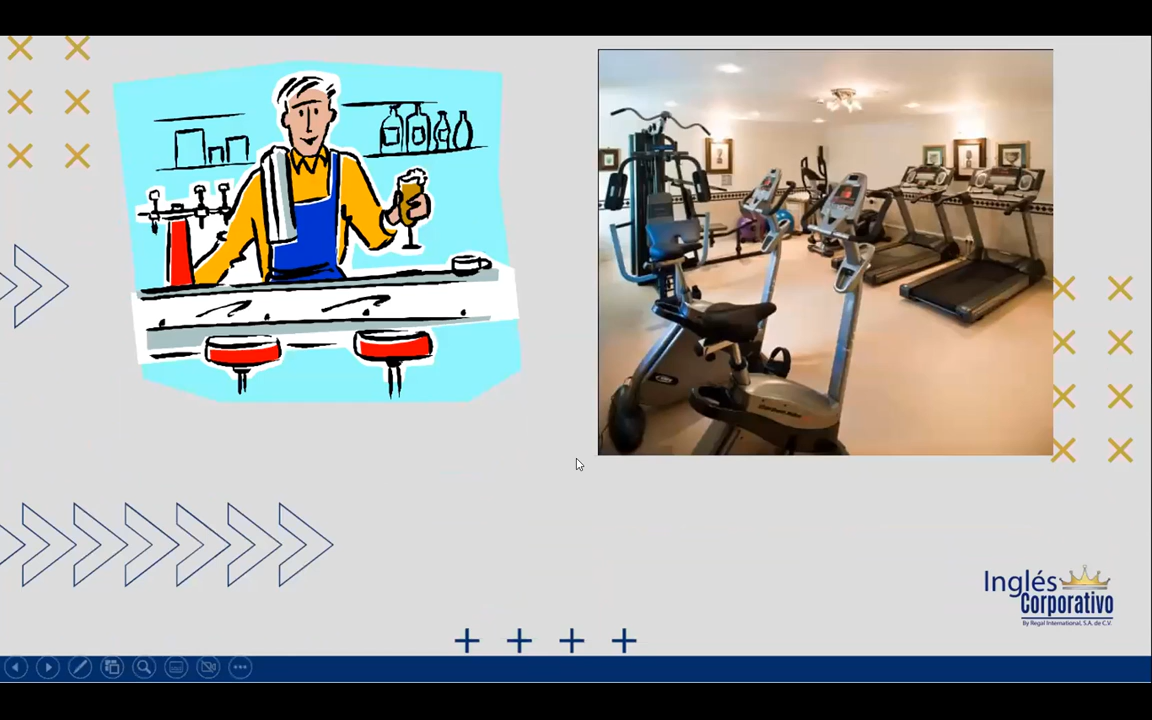 Inglés
Corporativo
By Regal International, S.A. de C.V.